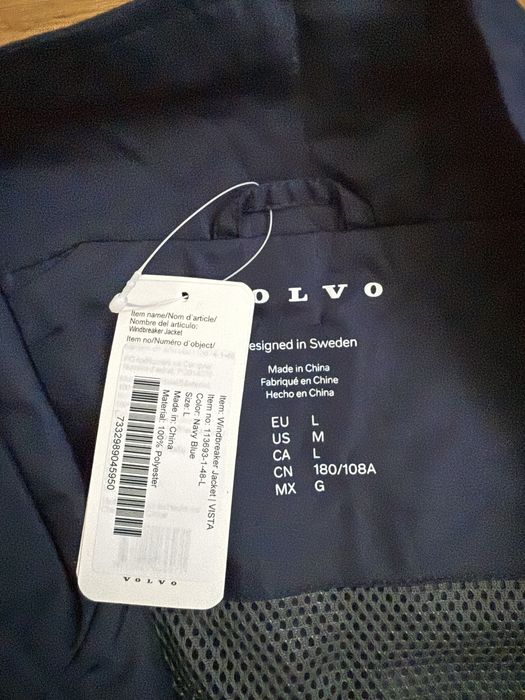 VOLVO
Designed in Sweden
Made in China
Fabriqué en Chine
Hecho en China
EU L
US M
CA L
CN 180/108A
MX G
Item name/Nom d'article/
Nombre del articulo:
Windbreaker Jacket
Item no/Numéro d'object/
Item: Windbreaker Jacket | VISTA
Item no: 113693-1-48-L
Color: Navy Blue
Size: L
Made in: China
Material: 100% Polyester
7332989045950
VOLVO